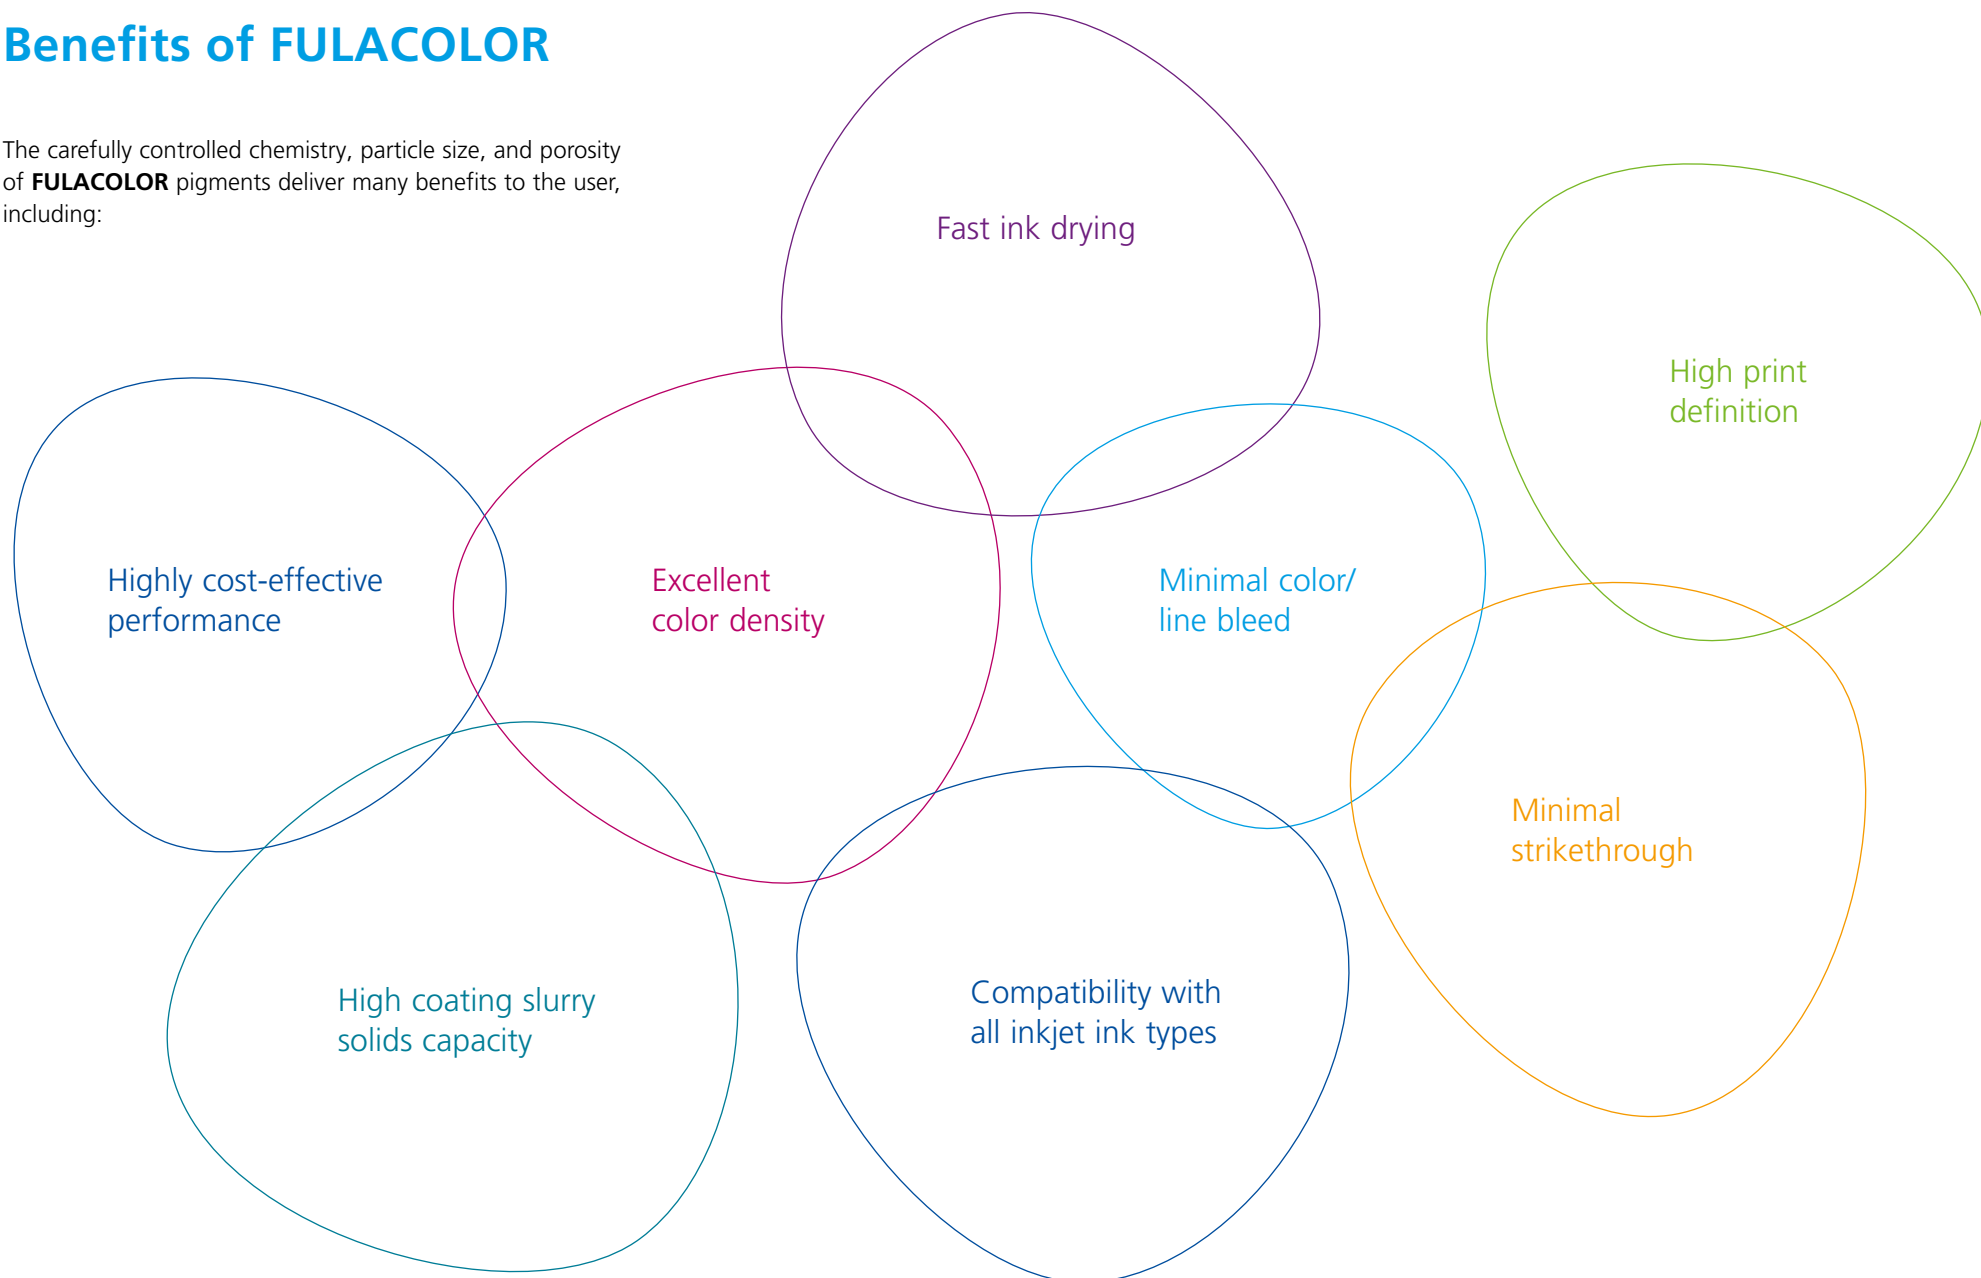 Benefits of FULACOLOR
The carefully controlled chemistry, particle size, and porosity
of FULACOLOR pigments deliver many benefits to the user,
including:
Fast ink drying
High print
definition
Highly cost-effective
performance
Excellent
color density
Minimal color/
line bleed
Minimal
strikethrough
High coating slurry
solids capacity
Compatibility with
all inkjet ink types